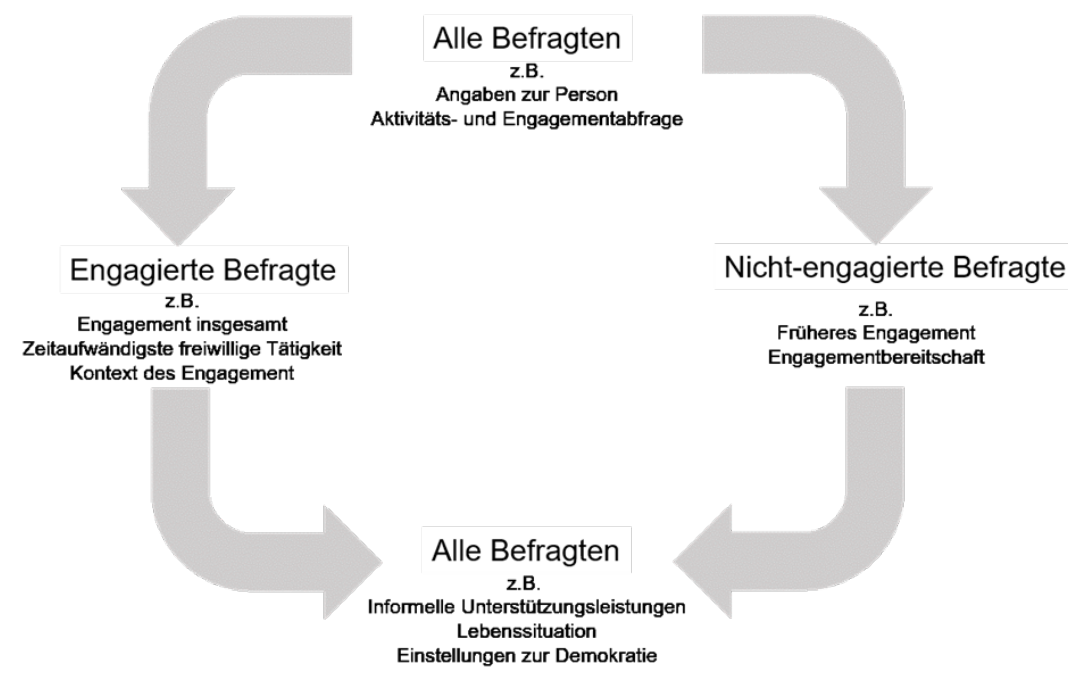 Alle Befragten
z.B.
Angaben zur Person
Aktivitäts- und Engagementabfrage
Engagierte Befragte
z.B.
Engagement insgesamt
Zeitaufwändigste freiwillige Tätigkeit
Kontext des Engagement
Nicht-engagierte Befragte
z.B.
Früheres Engagement
Engagementbereitschaft
Alle Befragten
z.B.
Informelle Unterstützungsleistungen
Lebenssituation
Einstellungen zur Demokratie